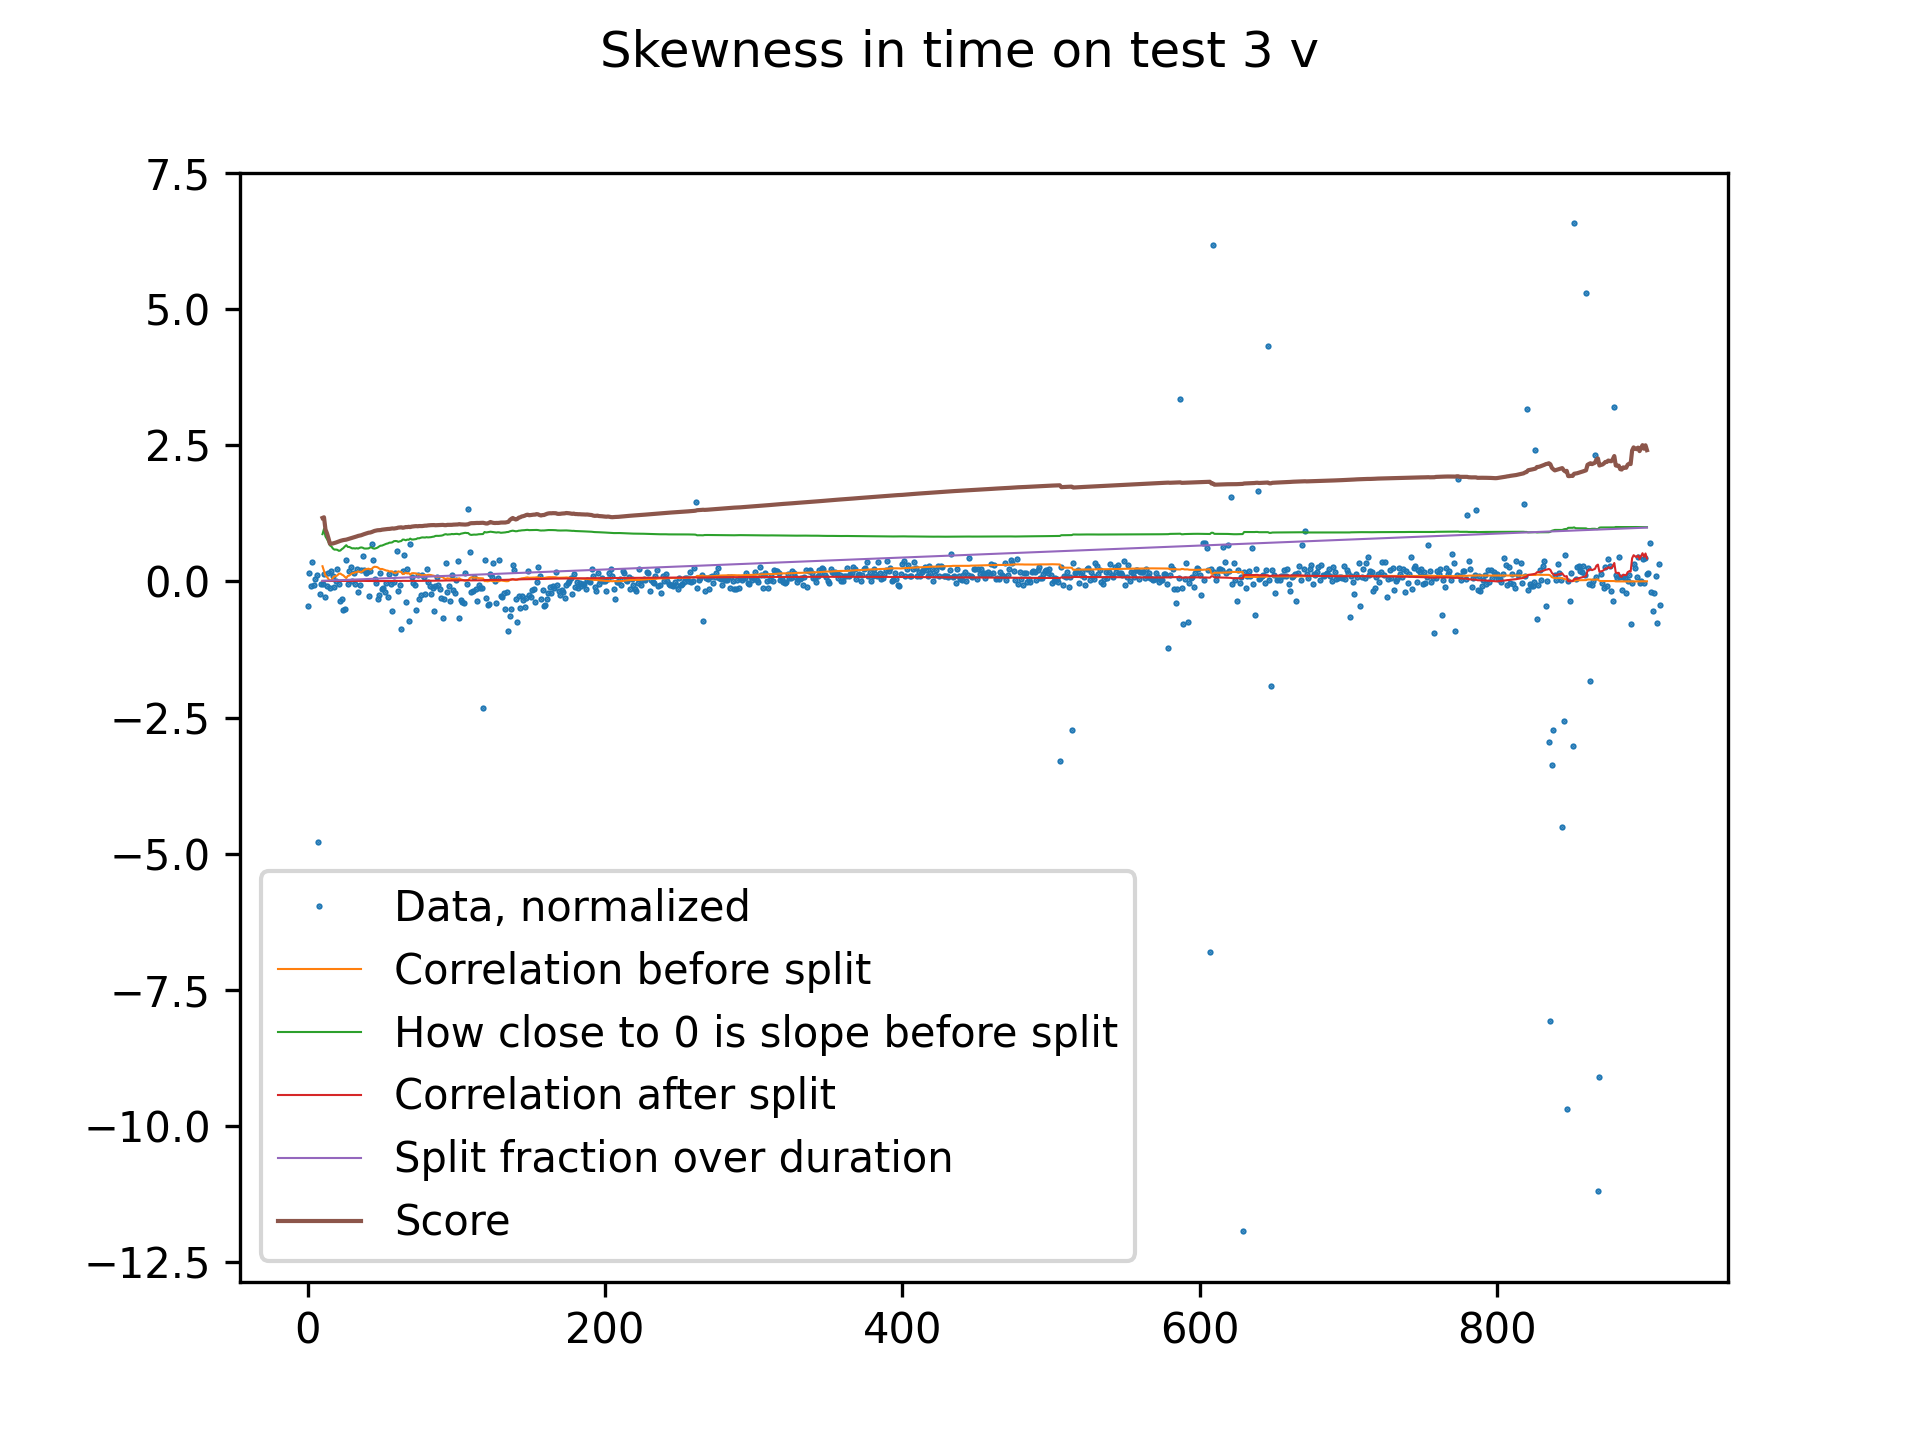 Skewness in time on test 3 v
7.5
5.0
2.5
0.0
−2.5
−5.0
−7.5
−10.0
−12.5
Data, normalized
Correlation before split
How close to 0 is slope before split
Correlation after split
Split fraction over duration
Score
0 200 400 600 800